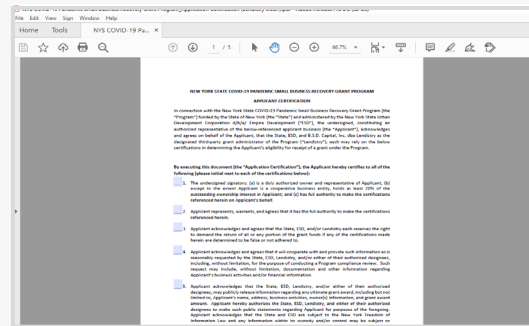 File Edit View Sign Window Help
Home Tools NYS COVID-19 Pa... ×
1 / 1 66.7%
NEW YORK STATE COVID-19 PANDEMIC SMALL BUSINESS RECOVERY GRANT PROGRAM
APPLICANT CERTIFICATION
In connection with the New York State COVID-19 Pandemic Small Business Recovery Grant Program (the
"Program") funded by the State of New York (the "State") and administered by the New York State Urban
Development Corporation d/b/a/ Empire Development ("ESD"), the undersigned, constituting an
authorized representative of the below-referenced applicant business (the "Applicant"), acknowledges
and agrees on behalf of the Applicant, that the State, ESD, and B.S.D. Capital, Inc. dba Lendistry as the
designated third-party grant administrator of the Program ("Lendistry"), each may rely on the below
certifications in determining the Applicant's eligibility for receipt of a grant under the Program.
By executing this document (the "Application Certification"), the Applicant hereby certifies to all of the
following (please initial next to each of the certifications below):
1. The undersigned signatory: (a) is a duly authorized owner and representative of Applicant; (b)
except to the extent Applicant is a cooperative business entity, holds at least 20% of the
outstanding ownership interest in Applicant; and (c) has full authority to make the certifications
referenced herein on Applicant's behalf.
2. Applicant represents, warrants, and agrees that it has the full authority to make the certifications
referenced herein.
3. Applicant acknowledges and agrees that the State, ESD, and/or Lendistry each reserves the right
to demand the return of all or any portion of the grant funds if any of the certifications made
herein are determined to be false or not adhered to.
4. Applicant acknowledges and agrees that it will cooperate with and provide such information as is
reasonably requested by the State, ESD, Lendistry, and/or either of their authorized designees,
including, without limitation, for the purpose of conducting a Program compliance review. Such
request may include, without limitation, documentation and other information regarding
Applicant's business activities and/or financial information.
5. Applicant acknowledges that the State, ESD, Lendistry, and/or either of their authorized
designees, may publicly release information regarding any ultimate grant award, including but not
limited to, Applicant's name, address, business activities, owner(s) information, and grant award
amount. Applicant hereby authorizes the State, ESD, Lendistry, and/or either of their authorized
designees to make such public statements regarding Applicant for purposes of the foregoing.
Applicant acknowledges that the State and ESD are subject to the New York Freedom of
Information Law and any information within its custody and/or control may be subject to